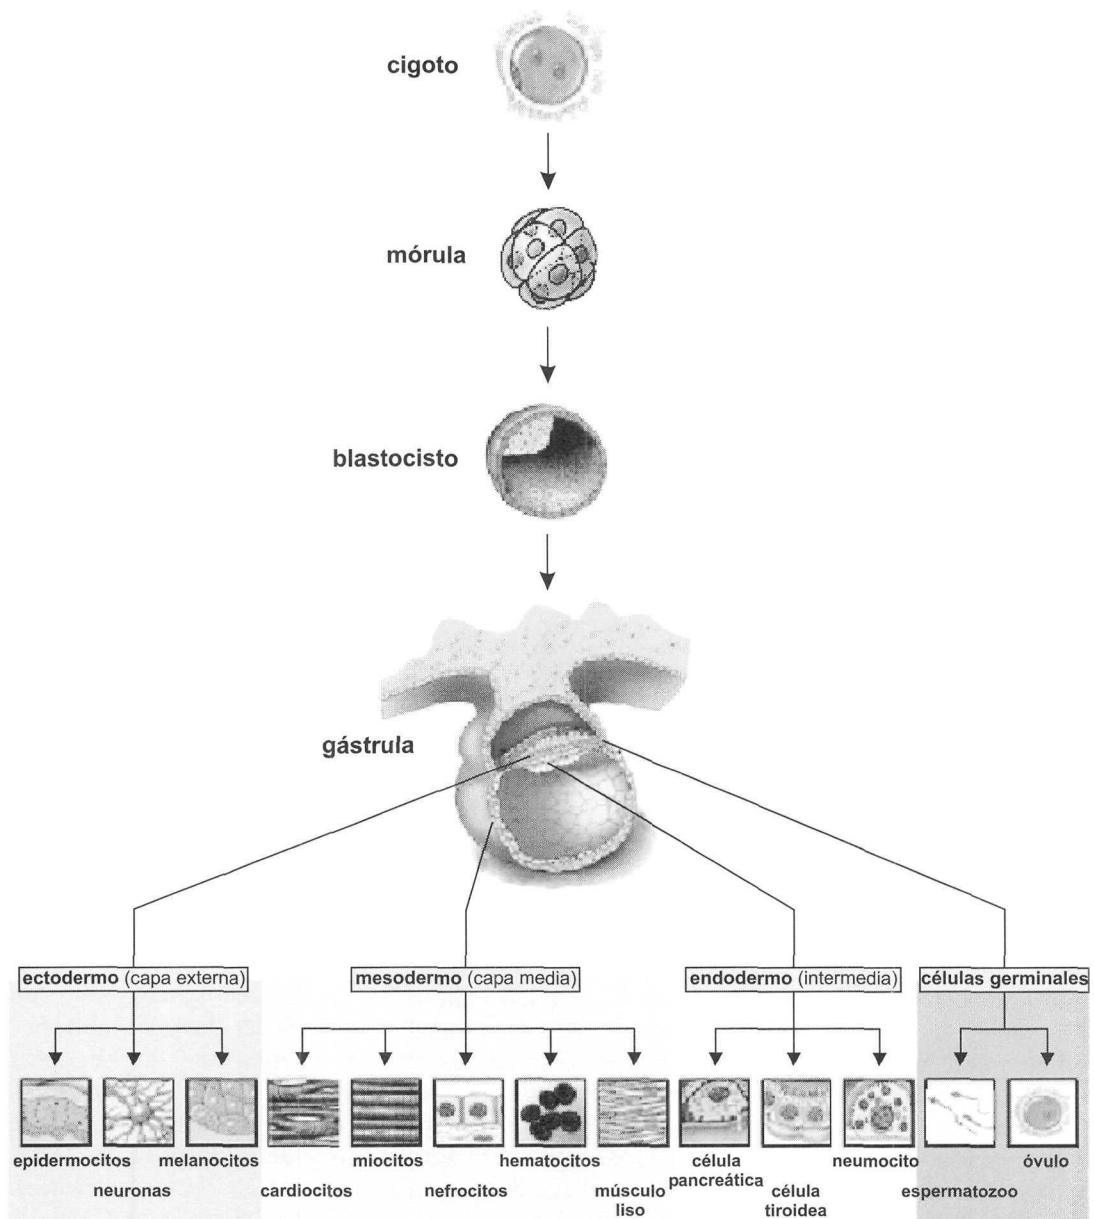 cigoto
mórula
blastocisto
gástrula
ectodermo (capa externa)
mesodermo (capa media)
endodermo (intermedia)
células germinales
epidermocitos
neuronas
melanocitos
cardiocitos
miocitos
nefrocitos
hematocitos
músculo
liso
célula
pancreática
célula
tiroidea
neumocito
espermatozoo
óvulo